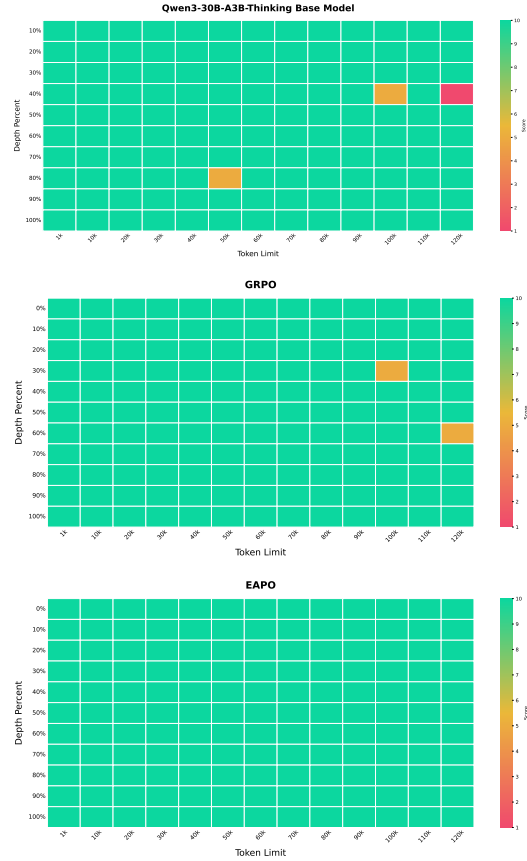 Qwen3-30B-A3B-Thinking Base Model
Depth Percent
10%
20%
30%
40%
50%
60%
70%
80%
90%
100%
1k
10k
20k
30k
40k
50k
60k
70k
80k
90k
100k
110k
120k
Token Limit
10
9
8
7
6
5
4
3
2
1
Score
GRPO
Depth Percent
0%
10%
20%
30%
40%
50%
60%
70%
80%
90%
100%
1k
10k
20k
30k
40k
50k
60k
70k
80k
90k
100k
110k
120k
Token Limit
10
9
8
7
6
5
4
3
2
1
Score
EAPO
Depth Percent
0%
10%
20%
30%
40%
50%
60%
70%
80%
90%
100%
1k
10k
20k
30k
40k
50k
60k
70k
80k
90k
100k
110k
120k
Token Limit
10
9
8
7
6
5
4
3
2
1
Score